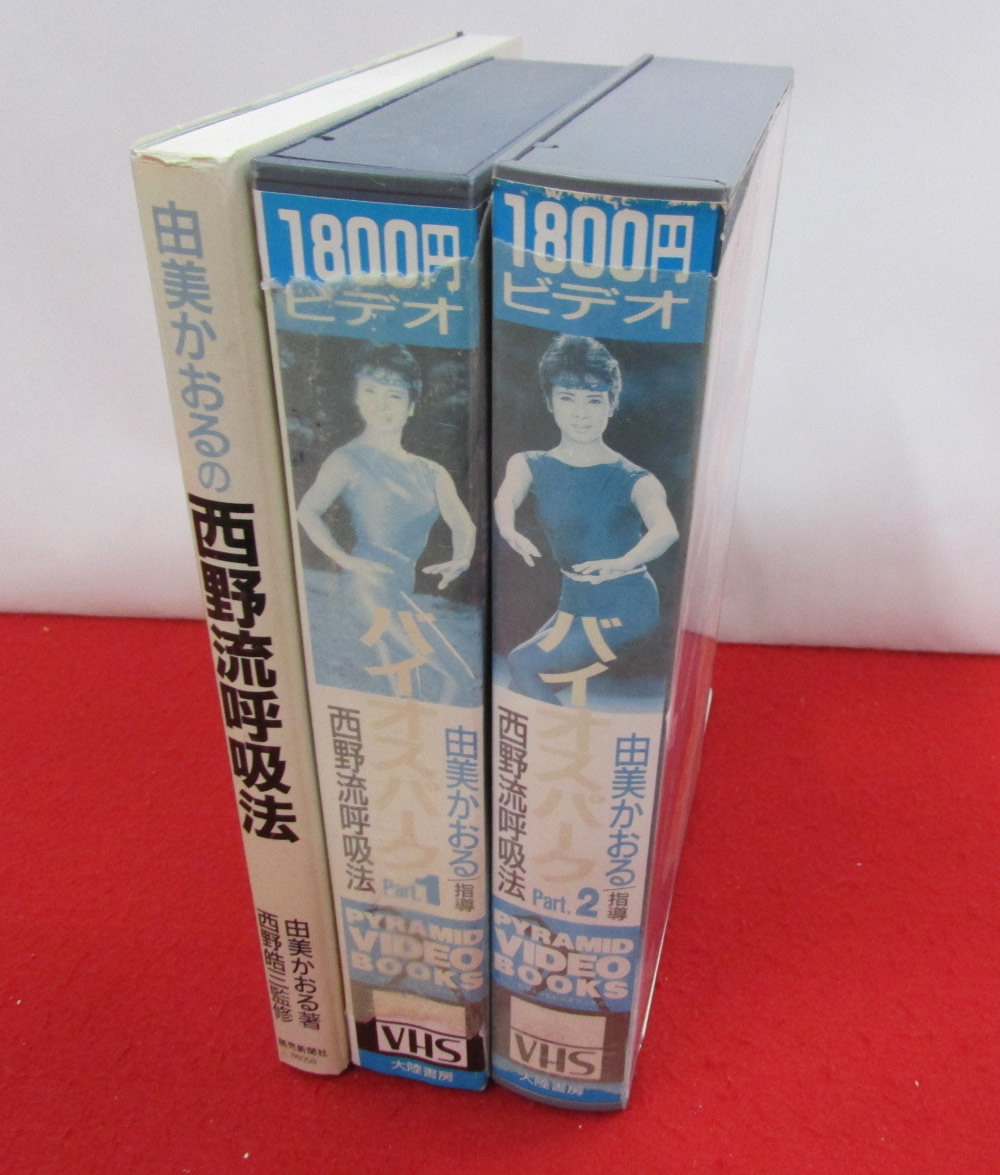 由美かおるの
西野流呼吸法
由美かおる著
西野皓三監修
読売新聞社
1800円
ビデオ
バイオスパーク
由美かおる/指導
西野流呼吸法
Part.1
PYRAMID
VIDEO
BOOKS
VHS
大陸書房
1800円
ビデオ
バイオスパーク
由美かおる/指導
西野流呼吸法
Part.2
PYRAMID
VIDEO
BOOKS
VHS
大陸書房